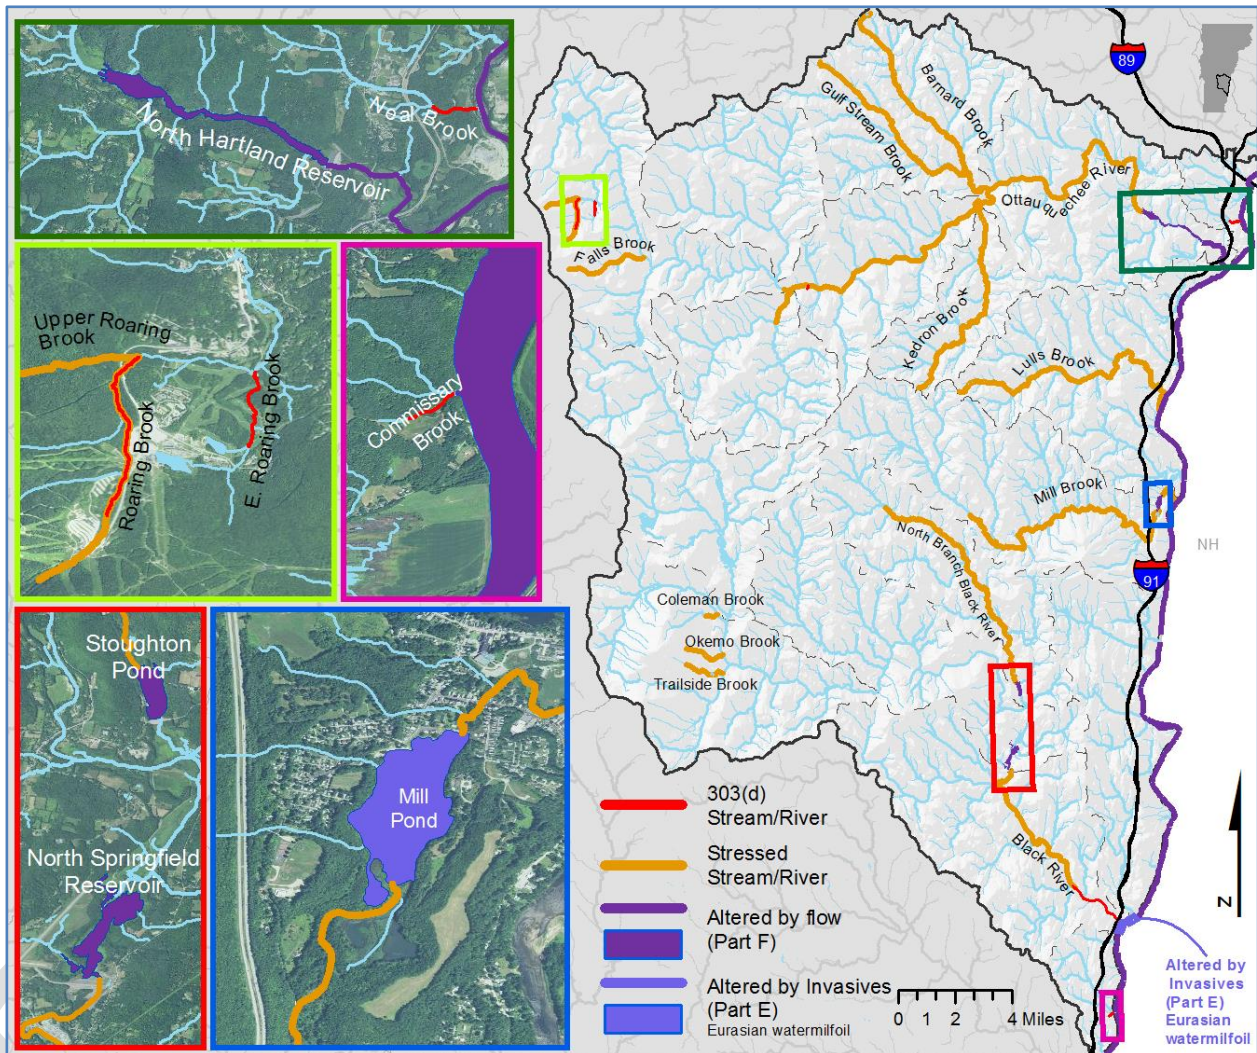 North Hartland Reservoir
Neal Brook
Upper Roaring
Brook
Roaring Brook
E. Roaring Brook
Commissary
Brook
Stoughton
Pond
North Springfield
Reservoir
Mill
Pond
89
Barnard Brook
Gulf Stream Brook
Ottauquechee River
Falls Brook
Kedron Brook
Lulls Brook
Mill Brook
North Branch Black River
NH
91
Coleman Brook
Okemo Brook
Trailside Brook
Black River
303(d)
Stream/River
Stressed
Stream/River
Altered by flow
(Part F)
Altered by Invasives
(Part E)
Eurasian watermilfoil
0 1 2 4 Miles
N
Altered by
Invasives
(Part E)
Eurasian
watermilfoil